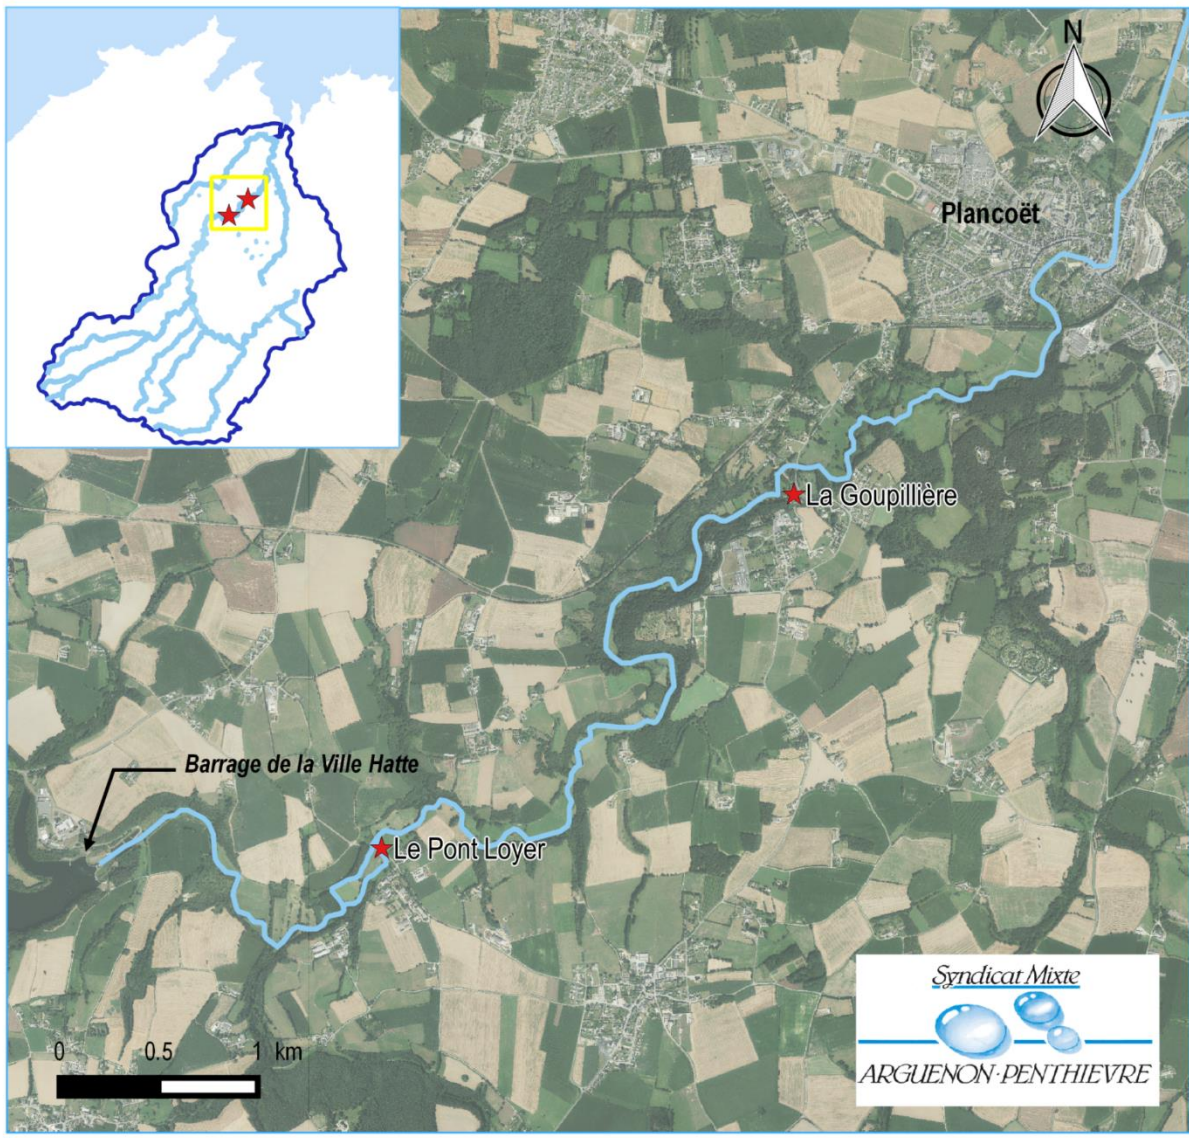 N
Plancoët
La Goupillière
Barrage de la Ville Hatte
Le Pont Loyer
Syndicat Mixte
ARGUENON·PENTHIEVRE
0 0.5 1 km